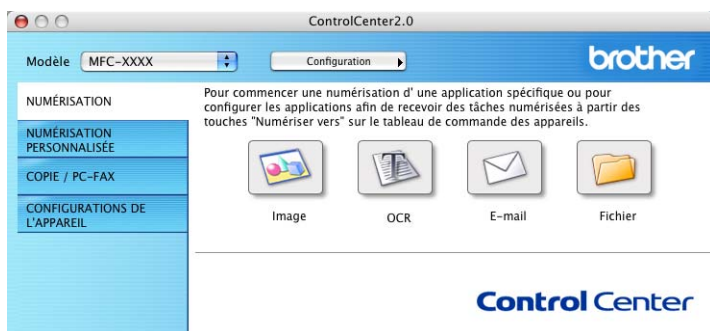 ControlCenter2.0
Modèle MFC-XXXX Configuration brother
NUMÉRISATION
NUMÉRISATION
PERSONNALISÉE
COPIE / PC-FAX
CONFIGURATIONS DE
L'APPAREIL
Pour commencer une numérisation d' une application spécifique ou pour
configurer les applications afin de recevoir des tâches numérisées à partir des
touches "Numériser vers" sur le tableau de commande des appareils.
Image OCR E-mail Fichier
Control Center